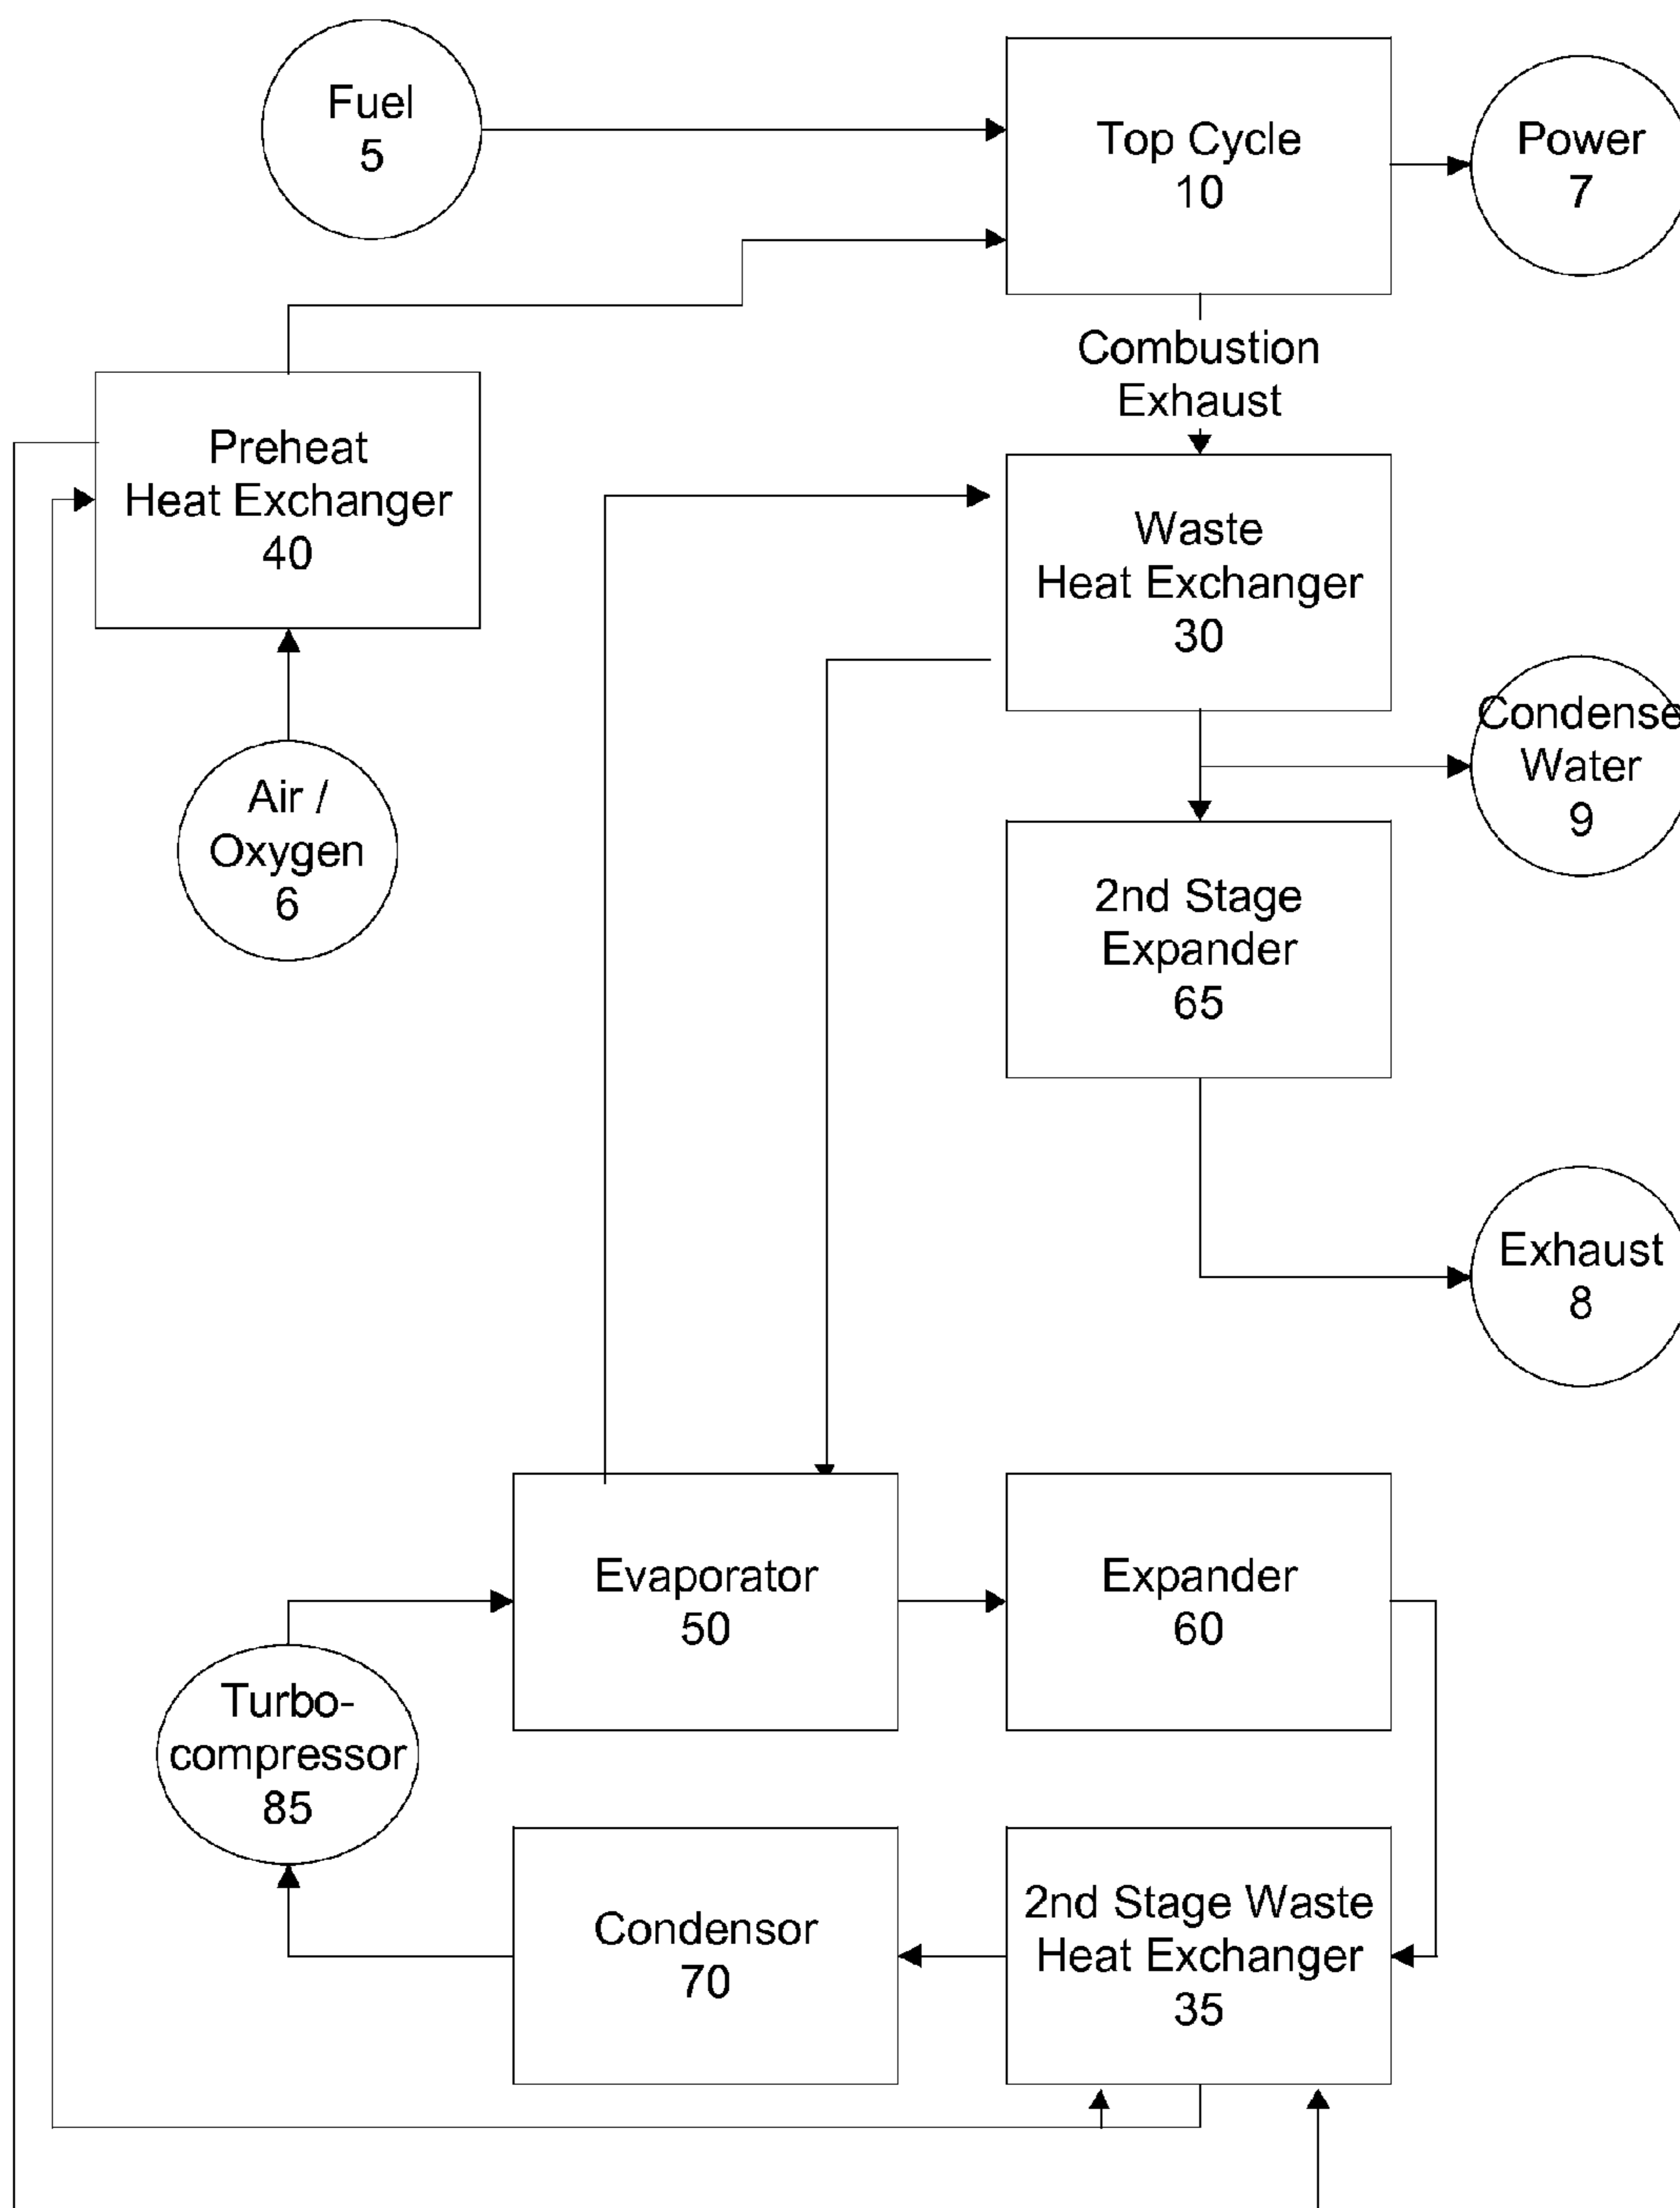 Fuel
5
Top Cycle
10
Power
7
Combustion
Exhaust
Preheat
Heat Exchanger
40
Waste
Heat Exchanger
30
Condense
Water
9
Air /
Oxygen
6
2nd Stage
Expander
65
Exhaust
8
Evaporator
50
Expander
60
Turbo-
compressor
85
Condensor
70
2nd Stage Waste
Heat Exchanger
35